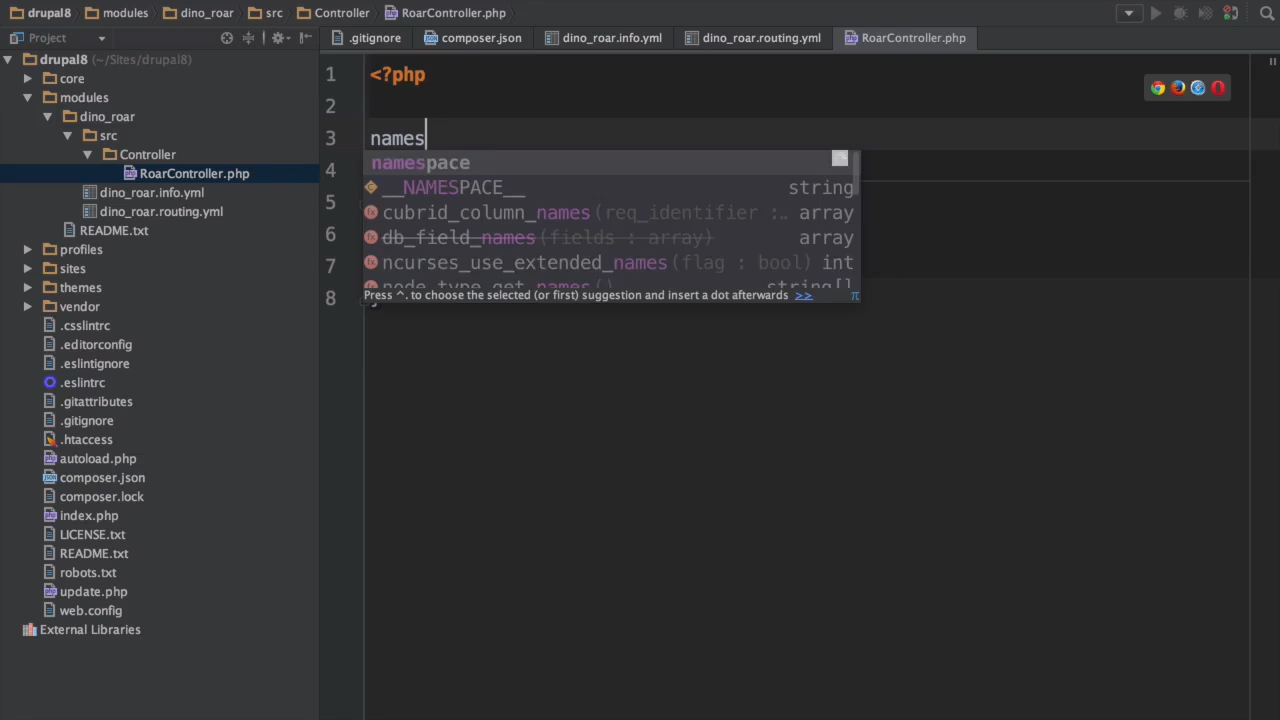 drupal8 modules dino_roar src Controller RoarController.php
Project
.gitignore composer.json dino_roar.info.yml dino_roar.routing.yml RoarController.php
drupal8 (~/Sites/drupal8)
core
modules
dino_roar
src
Controller
RoarController.php
dino_roar.info.yml
dino_roar.routing.yml
README.txt
profiles
sites
themes
vendor
.csslintrc
.editorconfig
.eslintignore
.eslintrc
.gitattributes
.gitignore
.htaccess
autoload.php
composer.json
composer.lock
index.php
LICENSE.txt
README.txt
robots.txt
update.php
web.config
External Libraries
1 <?php
2
3 names
4
5
6
7
8
namespace
__NAMESPACE__ string
cubrid_column_names(req_identifier :… array
db_field_names(fields : array) array
ncurses_use_extended_names(flag : bool) int
node_type_get_names() string[]
Press ^. to choose the selected (or first) suggestion and insert a dot afterwards >> π